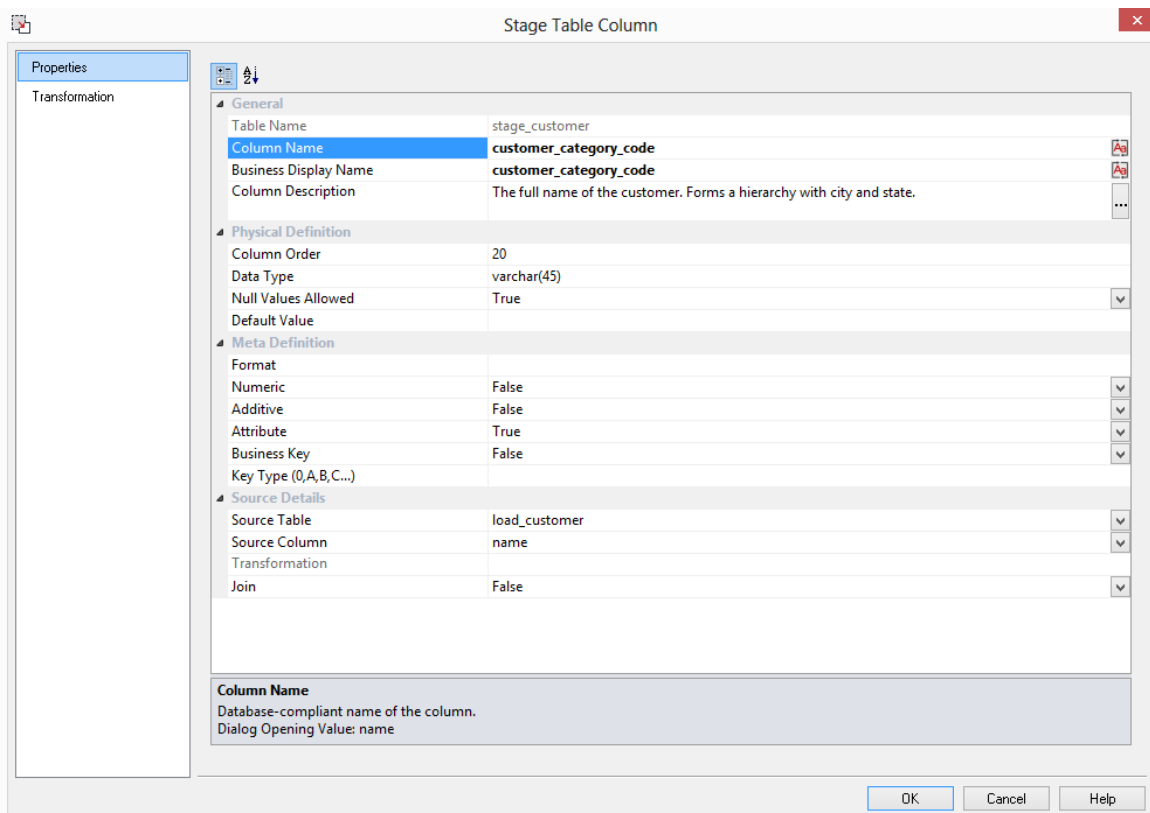 Stage Table Column
Properties
Transformation
General
Table Name stage_customer
Column Name customer_category_code
Business Display Name customer_category_code
Column Description The full name of the customer. Forms a hierarchy with city and state.
...
Physical Definition
Column Order 20
Data Type varchar(45)
Null Values Allowed True
Default Value
Meta Definition
Format
Numeric False
Additive False
Attribute True
Business Key False
Key Type (0,A,B,C...)
Source Details
Source Table load_customer
Source Column name
Transformation
Join False
Column Name
Database-compliant name of the column.
Dialog Opening Value: name
OK Cancel Help